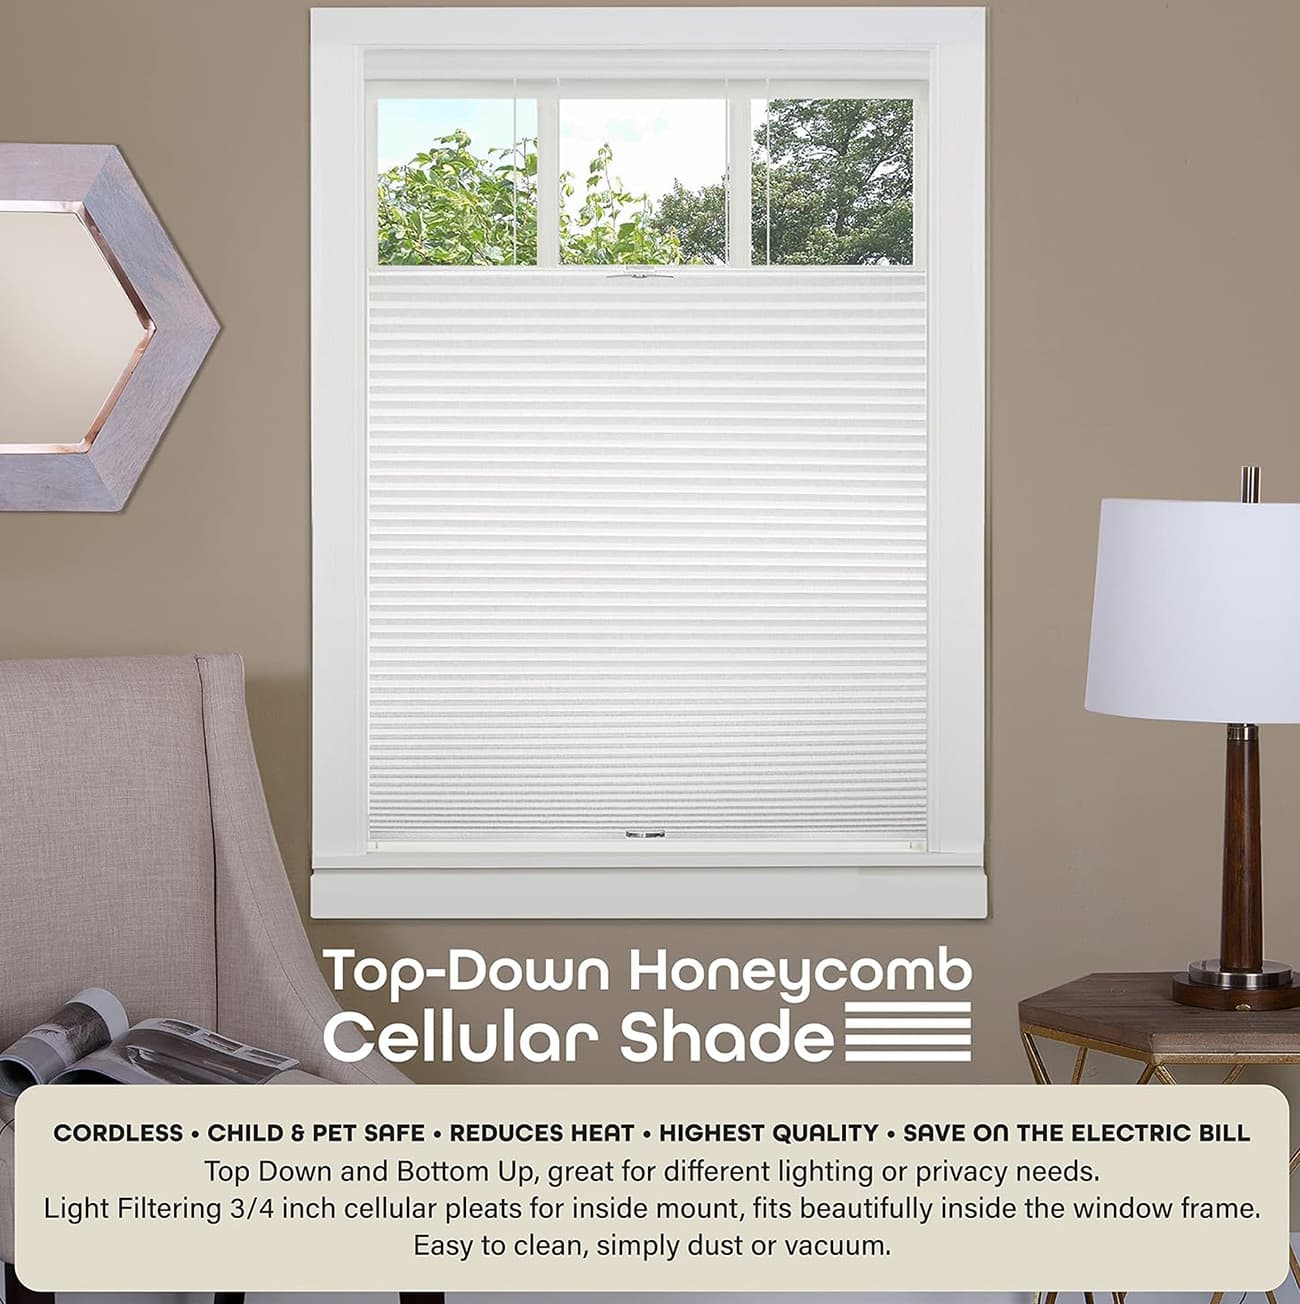 Top-Down Honeycomb
Cellular Shade
CORDLESS • CHILD & PET SAFE • REDUCES HEAT • HIGHEST QUALITY • SAVE ON THE ELECTRIC BILL
Top Down and Bottom Up, great for different lighting or privacy needs.
Light Filtering 3/4 inch cellular pleats for inside mount, fits beautifully inside the window frame.
Easy to clean, simply dust or vacuum.